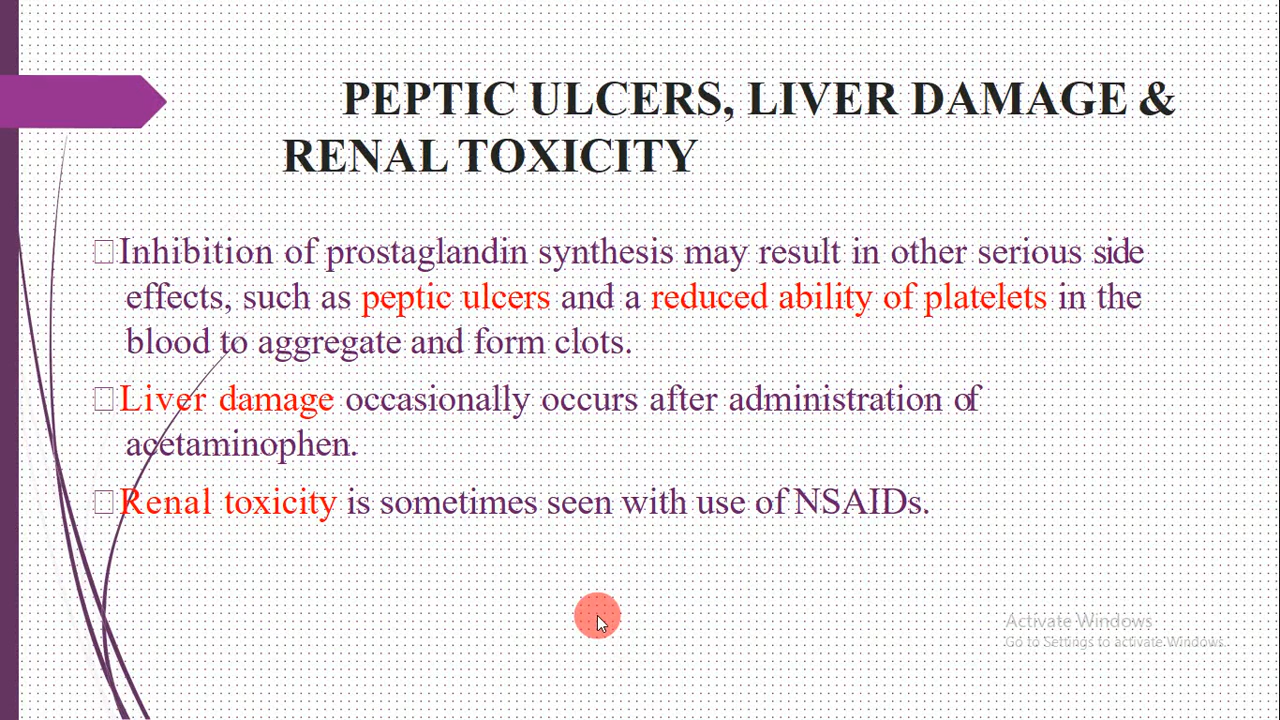 PEPTIC ULCERS, LIVER DAMAGE &
RENAL TOXICITY
Inhibition of prostaglandin synthesis may result in other serious side
effects, such as peptic ulcers and a reduced ability of platelets in the
blood to aggregate and form clots.
Liver damage occasionally occurs after administration of
acetaminophen.
Renal toxicity is sometimes seen with use of NSAIDs.
Activate Windows
Go to Settings to activate Windows.